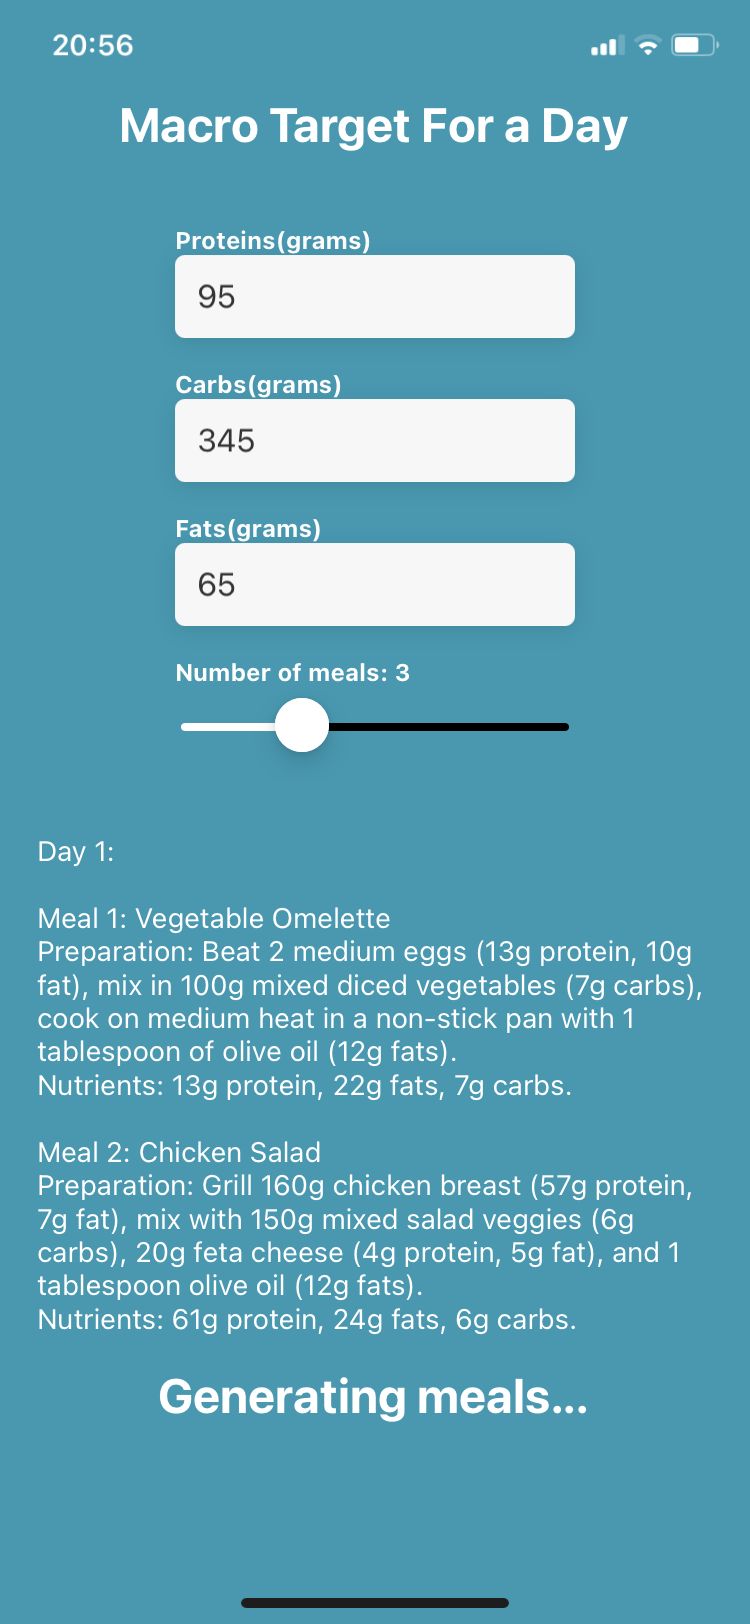 20:56
Macro Target For a Day
Proteins(grams)
95
Carbs(grams)
345
Fats(grams)
65
Number of meals: 3
Day 1:
Meal 1: Vegetable Omelette
Preparation: Beat 2 medium eggs (13g protein, 10g
fat), mix in 100g mixed diced vegetables (7g carbs),
cook on medium heat in a non-stick pan with 1
tablespoon of olive oil (12g fats).
Nutrients: 13g protein, 22g fats, 7g carbs.
Meal 2: Chicken Salad
Preparation: Grill 160g chicken breast (57g protein,
7g fat), mix with 150g mixed salad veggies (6g
carbs), 20g feta cheese (4g protein, 5g fat), and 1
tablespoon olive oil (12g fats).
Nutrients: 61g protein, 24g fats, 6g carbs.
Generating meals...